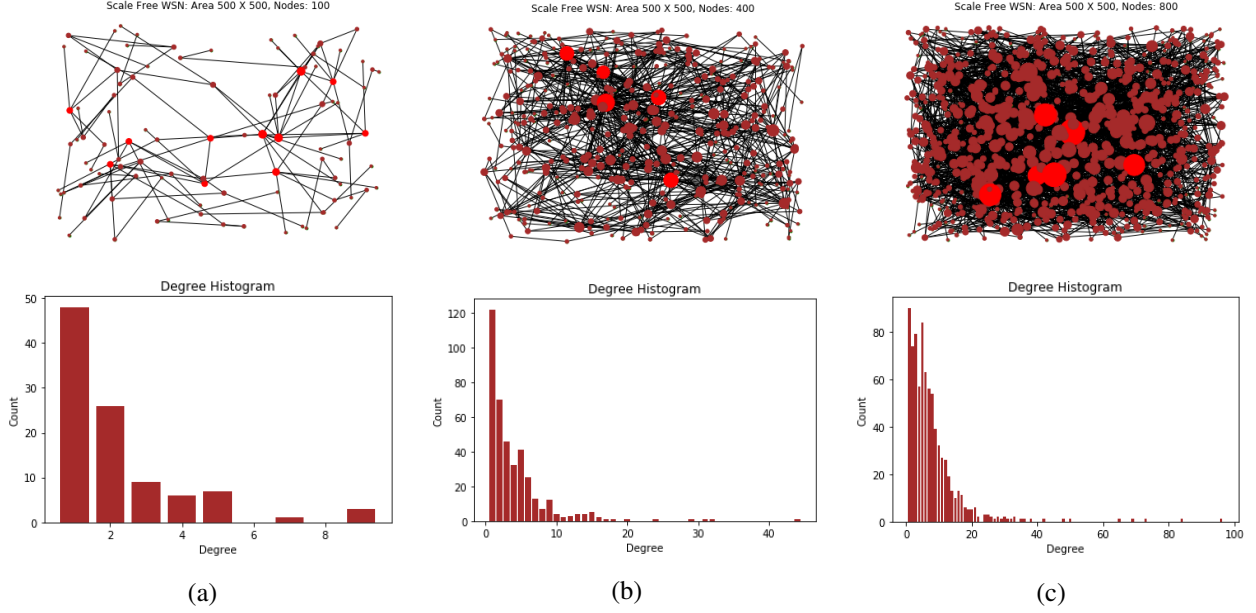 Scale Free WSN: Area 500 X 500, Nodes: 100
Scale Free WSN: Area 500 X 500, Nodes: 400
Scale Free WSN: Area 500 X 500, Nodes: 800
Degree Histogram
50
40
30
20
10
0
Count
2
4
6
8
Degree
Degree Histogram
120
100
80
60
40
20
0
Count
0
10
20
30
40
Degree
Degree Histogram
80
60
40
20
0
Count
0
20
40
60
80
100
Degree
(a)
(b)
(c)